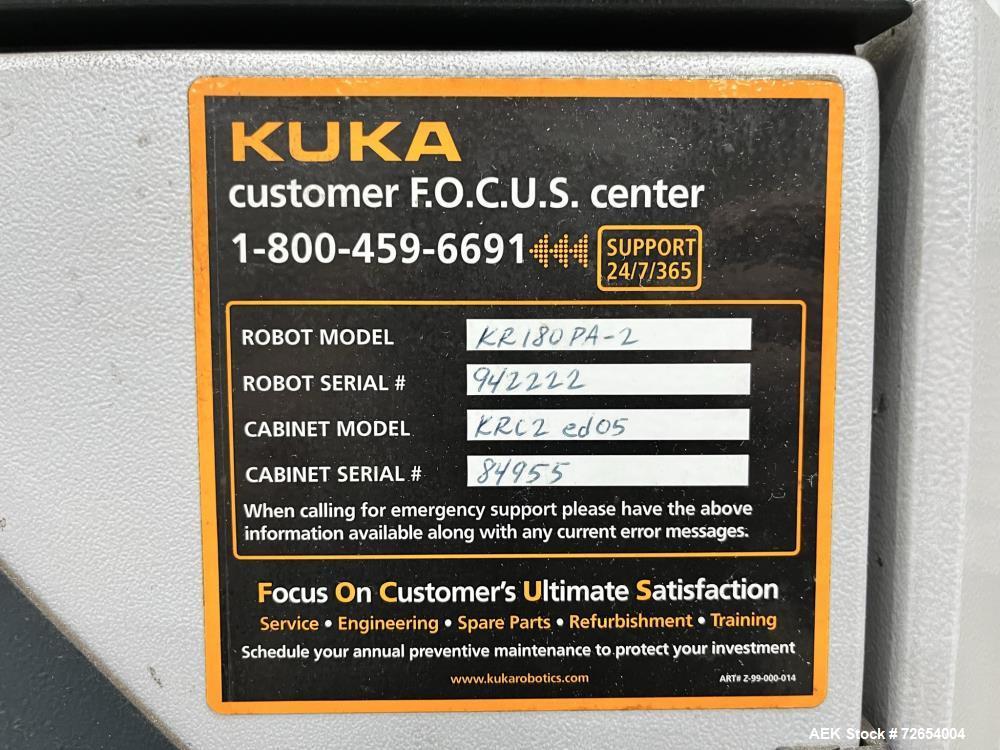 KUKA
customer F.O.C.U.S. center
1-800-459-6691
SUPPORT
24/7/365
ROBOT MODEL KR180PA-2
ROBOT SERIAL # 942222
CABINET MODEL KRC2 ed05
CABINET SERIAL # 84955
When calling for emergency support please have the above
information available along with any current error messages.
Focus On Customer's Ultimate Satisfaction
Service • Engineering • Spare Parts • Refurbishment • Training
Schedule your annual preventive maintenance to protect your investment
www.kukarobotics.com ART# Z-99-000-014
AEK Stock # 72654004